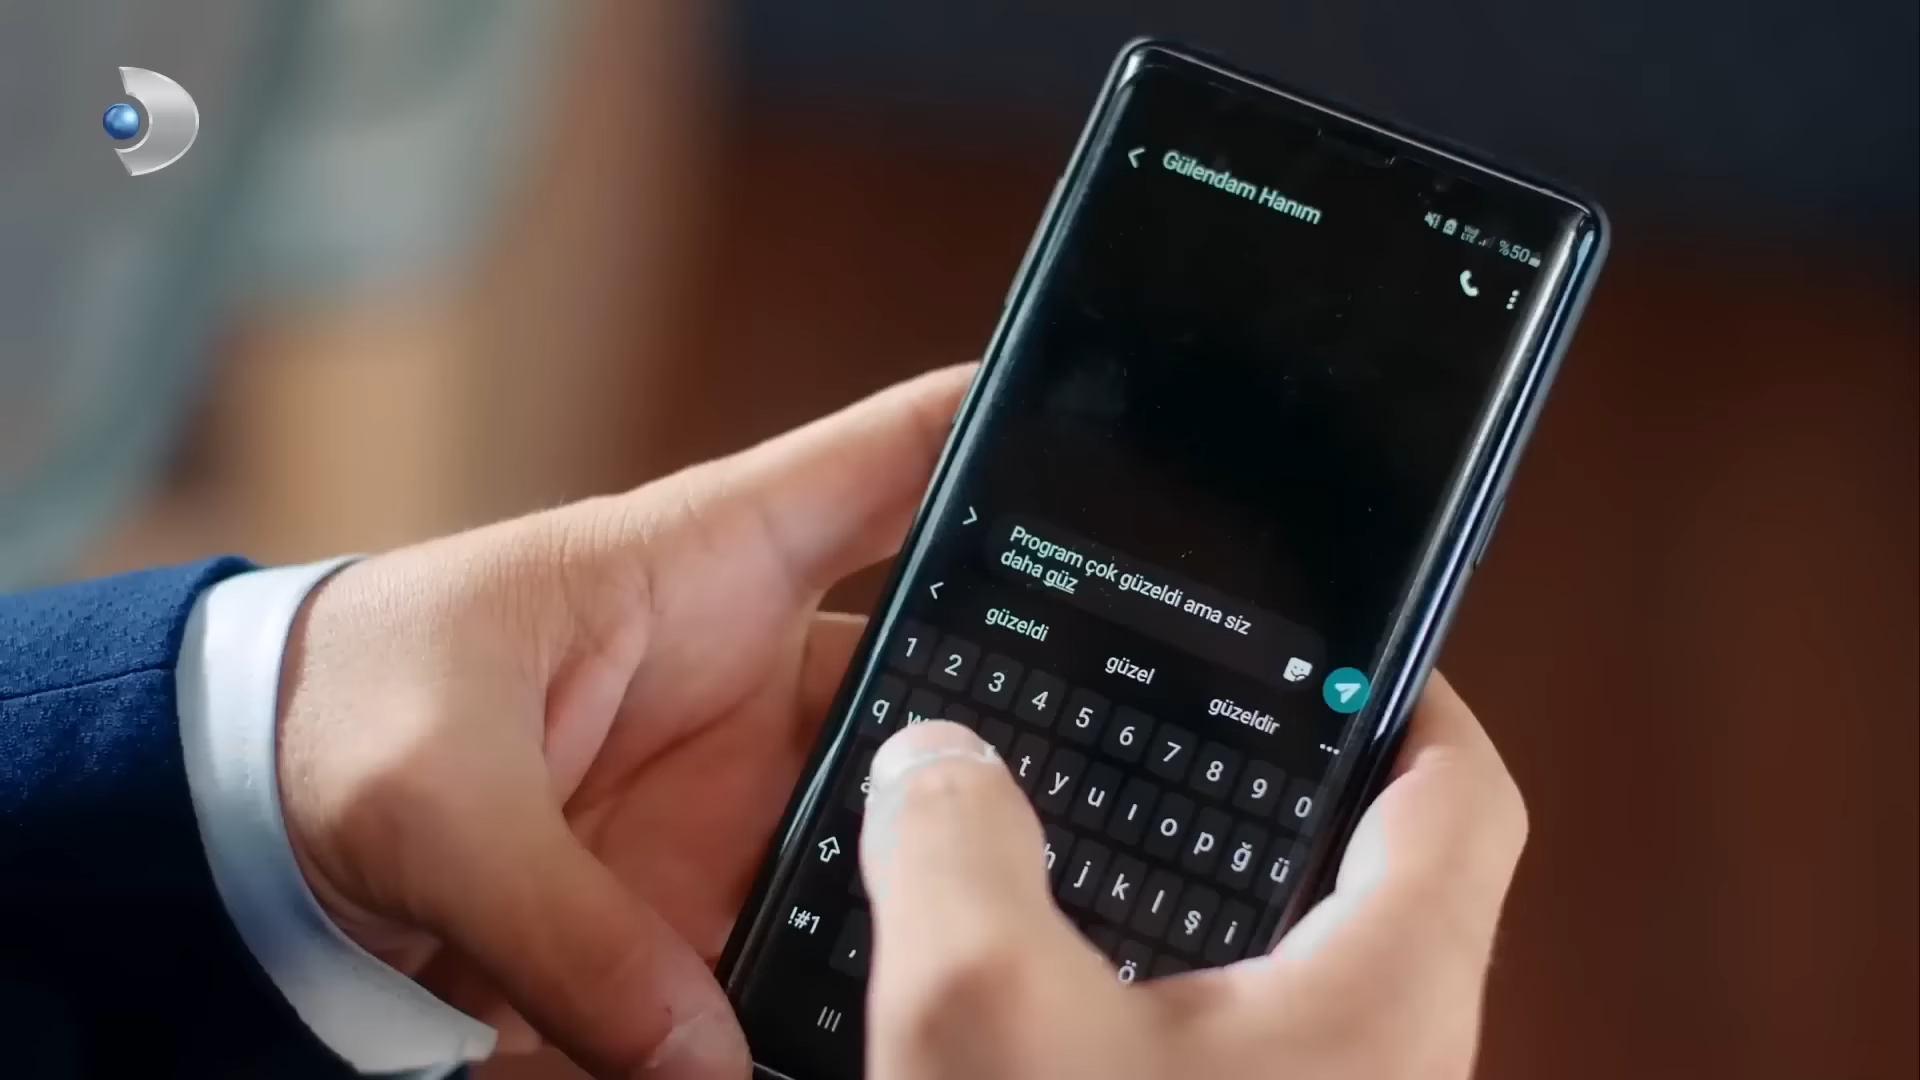 Gülendam Hanım
%50
Program çok güzeldi ama siz
daha güz
güzeldi güzel güzeldir
1 2 3 4 5 6 7 8 9 0
q w t y u ı o p ğ ü
a h j k l ş i
ö
!#1 ,